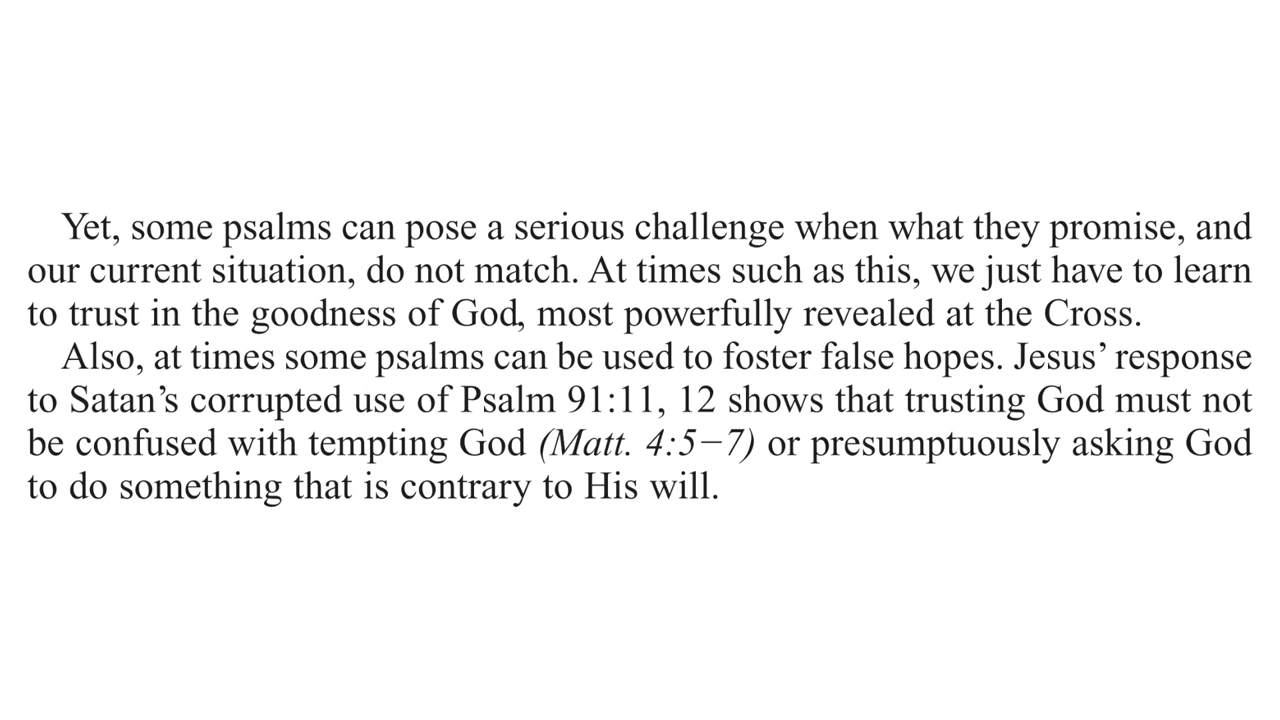 Yet, some psalms can pose a serious challenge when what they promise, and
our current situation, do not match. At times such as this, we just have to learn
to trust in the goodness of God, most powerfully revealed at the Cross.
Also, at times some psalms can be used to foster false hopes. Jesus’ response
to Satan’s corrupted use of Psalm 91:11, 12 shows that trusting God must not
be confused with tempting God (Matt. 4:5–7) or presumptuously asking God
to do something that is contrary to His will.